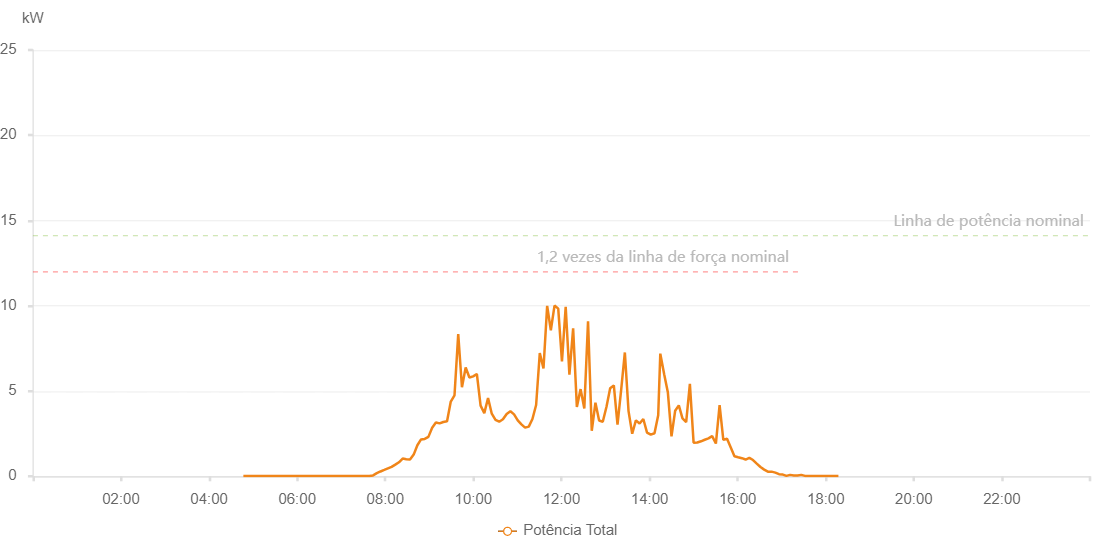 kW
25
20
15
Linha de potência nominal
1,2 vezes da linha de força nominal
10
5
0
02:00 04:00 06:00 08:00 10:00 12:00 14:00 16:00 18:00 20:00 22:00
Potência Total